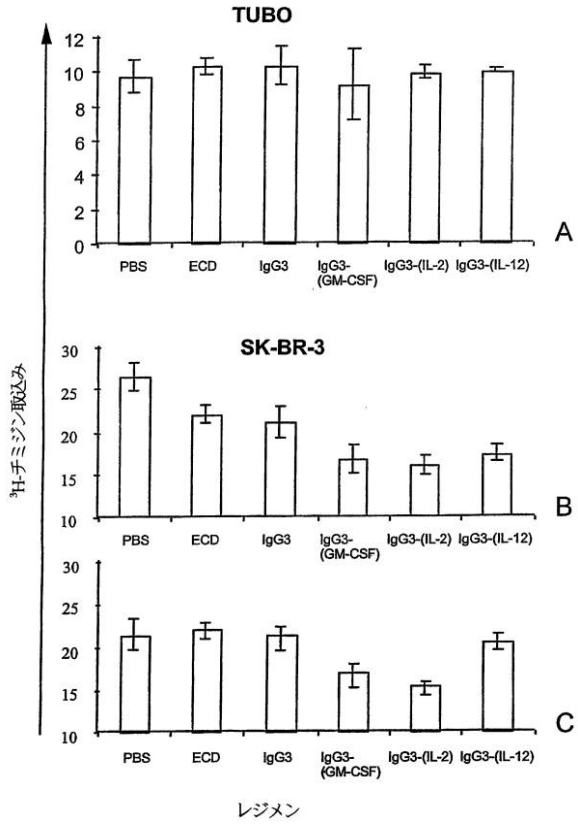 TUBO
12
10
8
6
4
2
0
PBS ECD IgG3 IgG3-(GM-CSF) IgG3-(IL-2) IgG3-(IL-12)
A
SK-BR-3
30
25
20
15
10
PBS ECD IgG3 IgG3-(GM-CSF) IgG3-(IL-2) IgG3-(IL-12)
B
30
25
20
15
10
PBS ECD IgG3 IgG3-(GM-CSF) IgG3-(IL-2) IgG3-(IL-12)
C
³H-チミジン取込み
レジメン